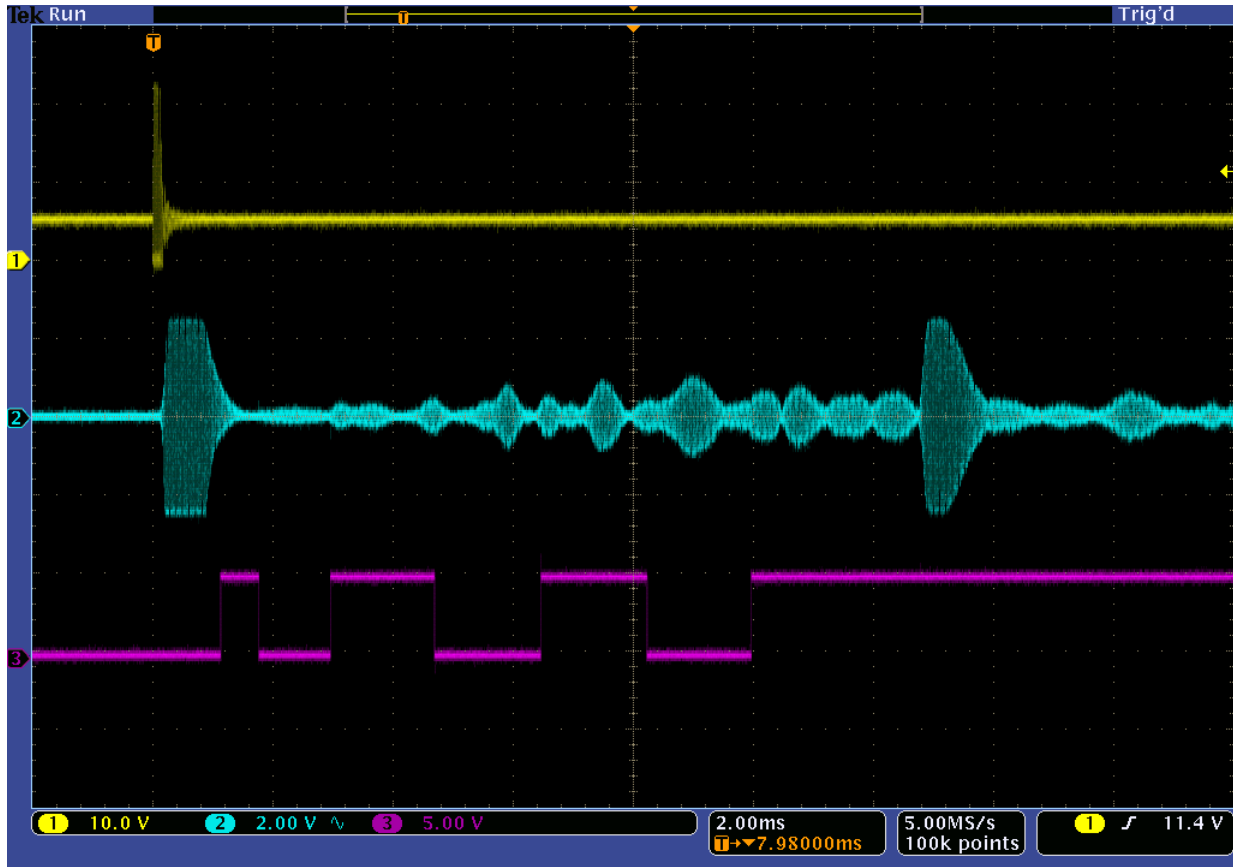 Tek Run Trig'd
T
T
1
2
3
1 10.0 V 2 2.00 V 3 5.00 V
2.00ms 5.00MS/s 1 11.4 V
T→▼7.98000ms 100k points